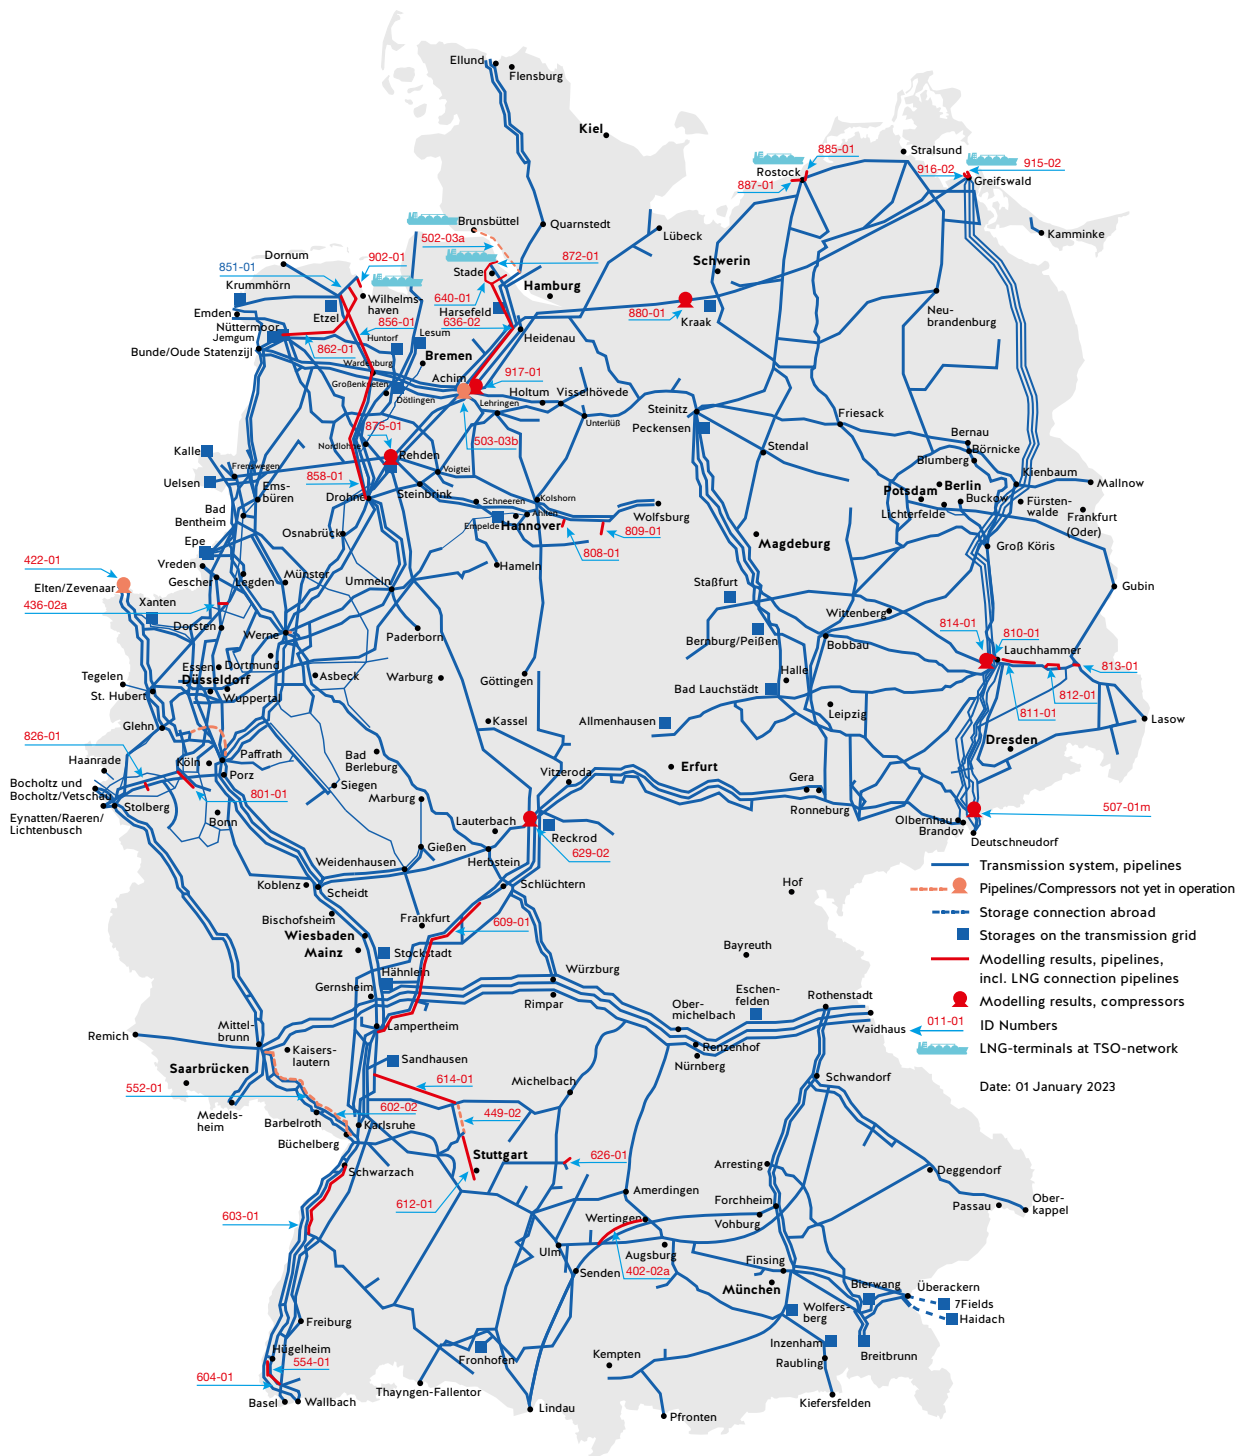 Ellund
Flensburg
Kiel
885-01
Rostock
887-01
Stralsund
916-02
915-02
Greifswald
Kamminke
Brunsbüttel
502-03a
Quarnstedt
Lübeck
Schwerin
Dornum
851-01
902-01
Krummhörn
872-01
Stade
Hamburg
Wilhelms-
haven
640-01
Emden
Etzel
Harsefeld
880-01
Kraak
Neu-
brandenburg
Nüttermoor
Jemgum
856-01
636-02
Huntorf
Lesum
Heidenau
Bunde/Oude Statenzijl
862-01
Bremen
Wardenburg
Großenkneten
Achim
917-01
Dötlingen
Lehringen
Holtum
Visselhövede
Unterlüß
Steinitz
Peckensen
Friesack
875-01
503-03b
Nordlohne
Rehden
Stendal
Bernau
Börnicke
Blumberg
Kalle
Frenswegen
Voigtei
Kienbaum
Mallnow
Uelsen
858-01
Ems-
büren
Drohne
Steinbrink
Schneeren
Kolshorn
Potsdam
Berlin
Buckow
Lichterfelde
Fürsten-
walde
Frankfurt
(Oder)
Bad
Bentheim
Empelde
Ahlten
Hannover
Wolfsburg
809-01
808-01
Osnabrück
Magdeburg
Groß Köris
Epe
Vreden
Gescher
Legden
Münster
Ummeln
Hameln
422-01
Elten/Zevenaar
436-02a
Xanten
Staßfurt
Gubin
Dorsten
Werne
Paderborn
Wittenberg
Bernburg/Peißen
Bobbau
814-01
810-01
Lauchhammer
813-01
812-01
811-01
Essen
Dortmund
Tegelen
Düsseldorf
St. Hubert
Wuppertal
Asbeck
Warburg
Göttingen
Halle
Bad Lauchstädt
Leipzig
Allmenhausen
Lasow
Dresden
Glehn
826-01
Haanrade
Köln
Paffrath
Porz
Bad
Berleburg
Kassel
Vitzeroda
Erfurt
Gera
Ronneburg
Bocholtz und
Bocholtz/Vetschau
Stolberg
Eynatten/Raeren/
Lichtenbusch
801-01
Bonn
Siegen
Marburg
Lauterbach
Reckrod
629-02
507-01m
Olbernhau
Brandov
Deutschneudorf
Gießen
Weidenhausen
Herbstein
Koblenz
Scheidt
Schlüchtern
Hof
Bischofsheim
Frankfurt
609-01
Wiesbaden
Mainz
Stockstadt
Hähnlein
Gernsheim
Bayreuth
Würzburg
Rimpar
Eschen-
felden
Ober-
michelbach
Rothenstadt
Waidhaus
Lampertheim
Remich
Mittel-
brunn
Kaisers-
lautern
Renzenhof
Nürnberg
Saarbrücken
Sandhausen
614-01
Michelbach
Schwandorf
552-01
602-02
449-02
Medels-
heim
Barbelroth
Karlsruhe
Büchelberg
Stuttgart
626-01
Schwarzach
Arresting
Deggendorf
612-01
Amerdingen
Forchheim
Vohburg
Passau
Ober-
kappel
603-01
Wertingen
Ulm
Augsburg
402-02a
Senden
Finsing
München
Bierwang
Überackern
7Fields
Haidach
Wolfers-
berg
Freiburg
Inzenham
Raubling
Breitbrunn
Hügelheim
554-01
Fronhofen
Kempten
604-01
Basel
Wallbach
Thayngen-Fallentor
Lindau
Pfronten
Kiefersfelden
Transmission system, pipelines
Pipelines/Compressors not yet in operation
Storage connection abroad
Storages on the transmission grid
Modelling results, pipelines,
incl. LNG connection pipelines
Modelling results, compressors
011-01
ID Numbers
LNG-terminals at TSO-network
Date: 01 January 2023